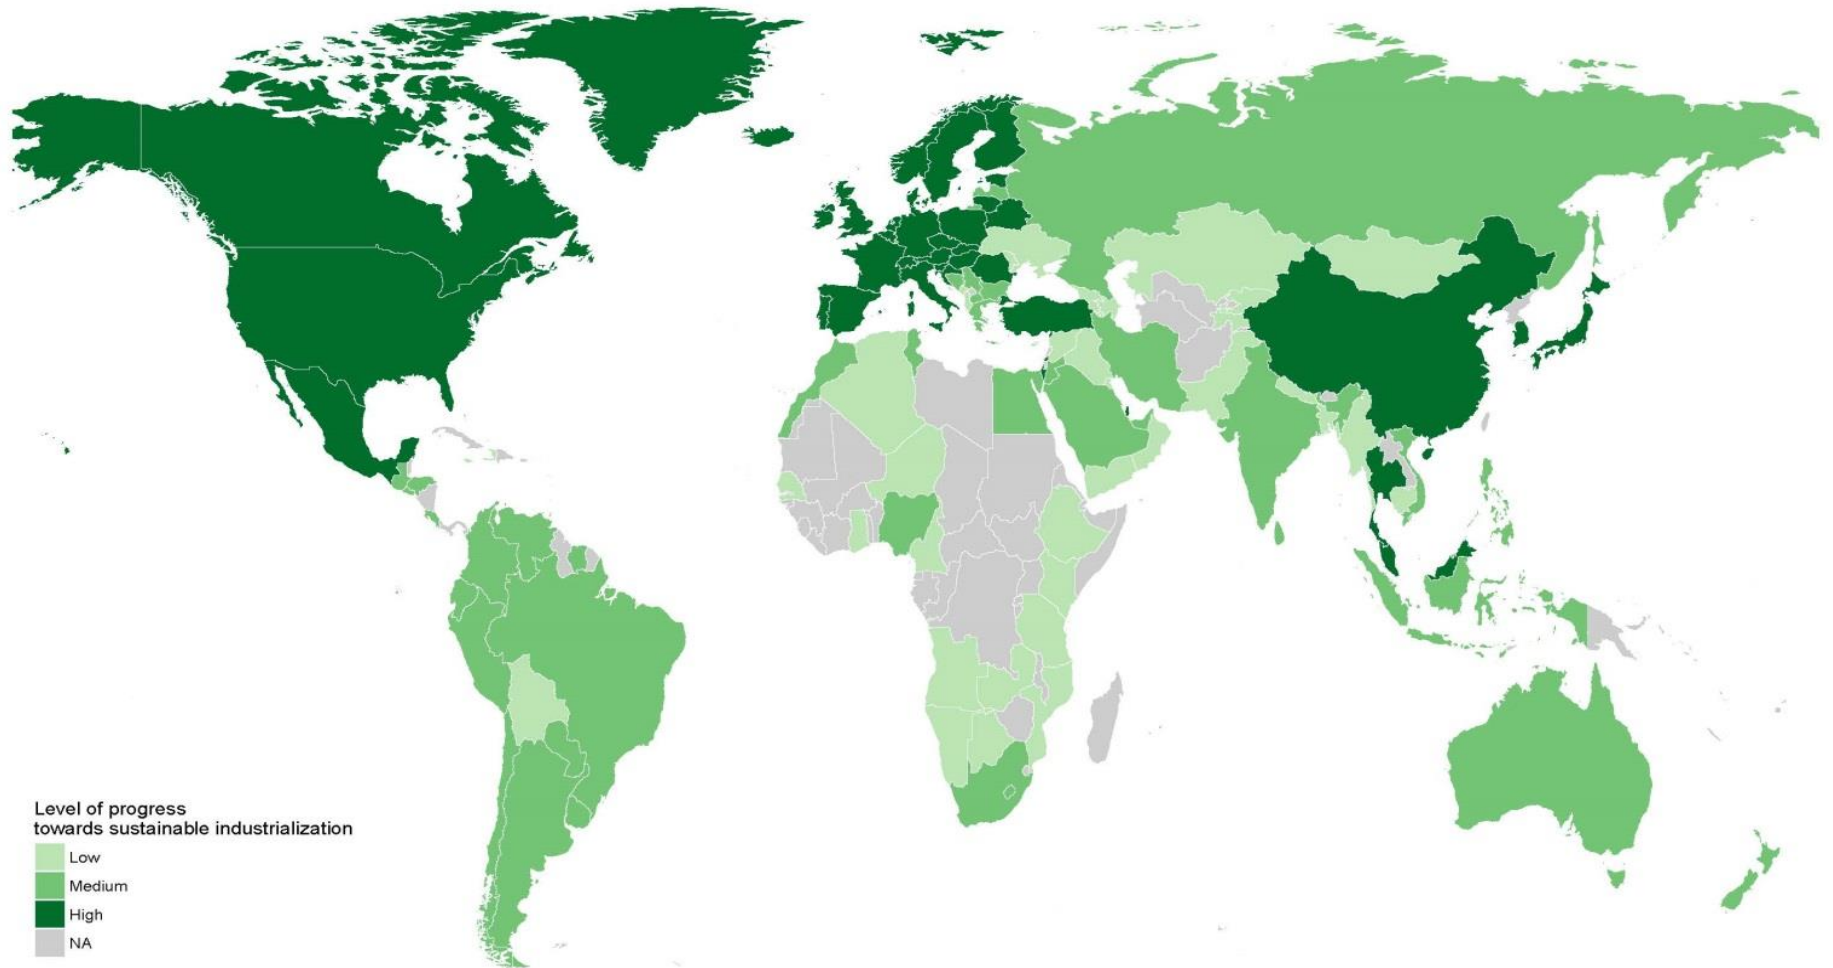 Level of progress
towards sustainable industrialization
Low
Medium
High
NA